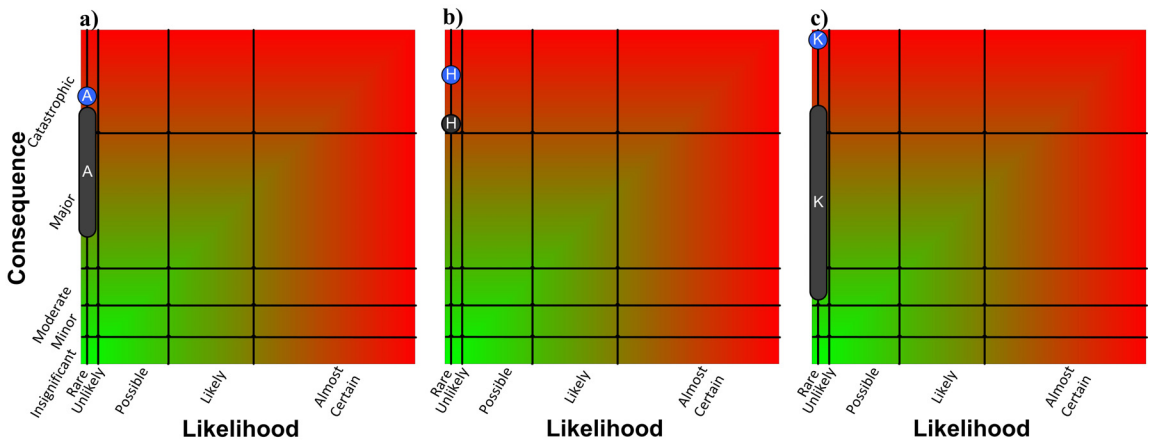 a)
b)
c)
Consequence
Catastrophic
Major
Moderate
Minor
Insignificant
A
A
H
H
K
K
Rare
Unlikely
Possible
Likely
Almost
Certain
Likelihood
Rare
Unlikely
Possible
Likely
Almost
Certain
Likelihood
Rare
Unlikely
Possible
Likely
Almost
Certain
Likelihood